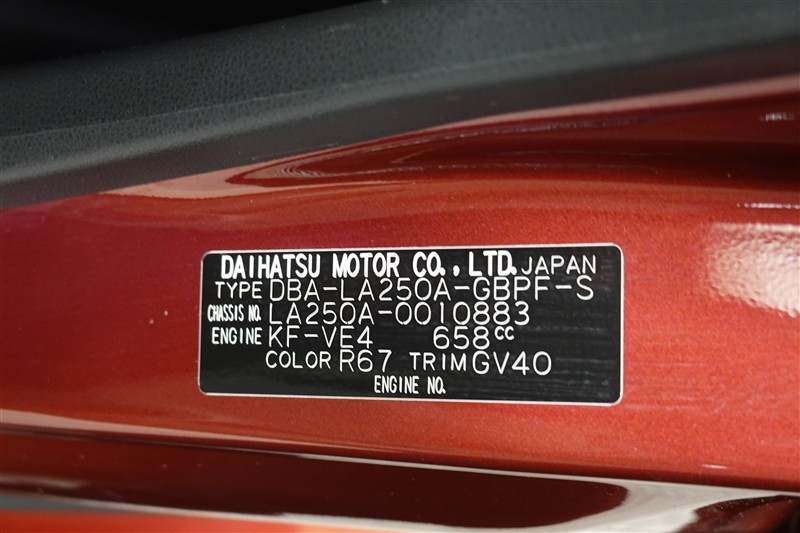 DAIHATSU MOTOR CO.,LTD. JAPAN
TYPE DBA-LA250A-GBPF-S
CHASSIS NO. LA250A-0010883
ENGINE KF-VE4 658cc
COLOR R67 TRIM GV40
ENGINE NO.